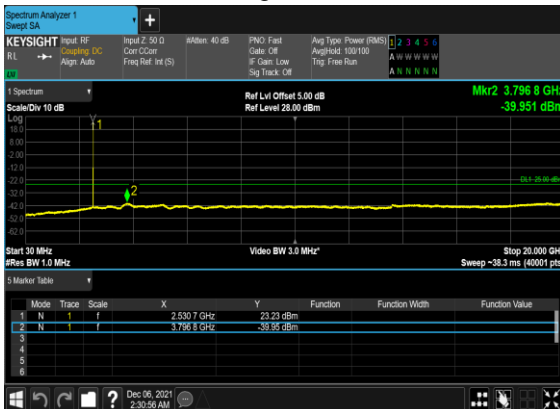 Spectrum Analyzer 1
Swept SA
KEYSIGHT Input: RF Input Z: 50 Ω #Atten: 40 dB PNO: Fast Avg Type: Power (RMS) 1 2 3 4 5 6
RL Coupling: DC Corr CCorr Gate: Off Avg|Hold: 100/100 A W W W W W
Align: Auto Freq Ref: Int (S) IF Gain: Low Trig: Free Run
Sig Track: Off A N N N N N
1 Spectrum Ref Lvl Offset 5.00 dB Mkr2 3.796 8 GHz
Scale/Div 10 dB Ref Level 28.00 dBm -39.951 dBm
Log
18.0
8.00
-2.00
-12.0
-22.0
-32.0
-42.0
-52.0
-62.0
1
2
Start 30 MHz Video BW 3.0 MHz* Stop 20.000 GHz
#Res BW 1.0 MHz Sweep ~38.3 ms (40001 pts)
5 Marker Table
Mode Trace Scale X Y Function Function Width Function Value
1 N 1 f 2.530 7 GHz 23.23 dBm
2 N 1 f 3.796 8 GHz -39.95 dBm
3
4
5
6
? Dec 06, 2021
2:30:56 AM